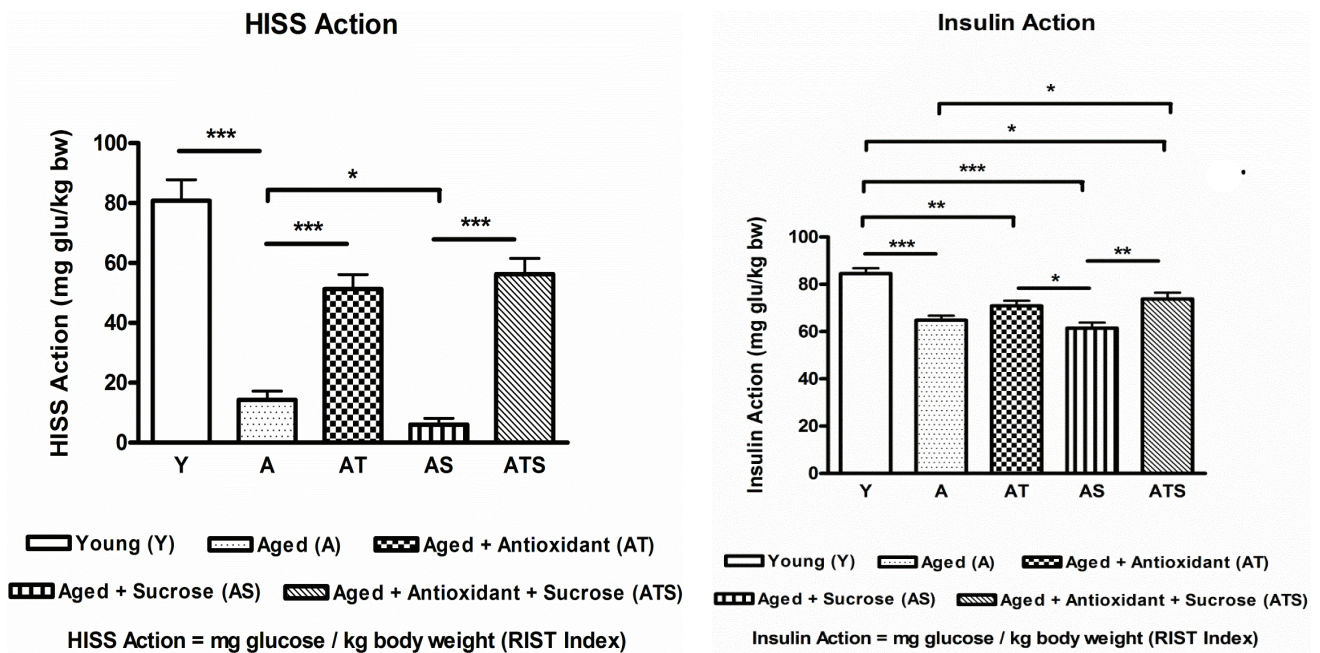 HISS Action
HISS Action (mg glu/kg bw)
100
80
60
40
20
0
***
*
***
***
Y A AT AS ATS
Young (Y) Aged (A) Aged + Antioxidant (AT)
Aged + Sucrose (AS) Aged + Antioxidant + Sucrose (ATS)
HISS Action = mg glucose / kg body weight (RIST Index)
Insulin Action
Insulin Action (mg glu/kg bw)
100
80
60
40
20
0
*
*
***
**
***
**
*
Y A AT AS ATS
Young (Y) Aged (A) Aged + Antioxidant (AT)
Aged + Sucrose (AS) Aged + Antioxidant + Sucrose (ATS)
Insulin Action = mg glucose / kg body weight (RIST Index)